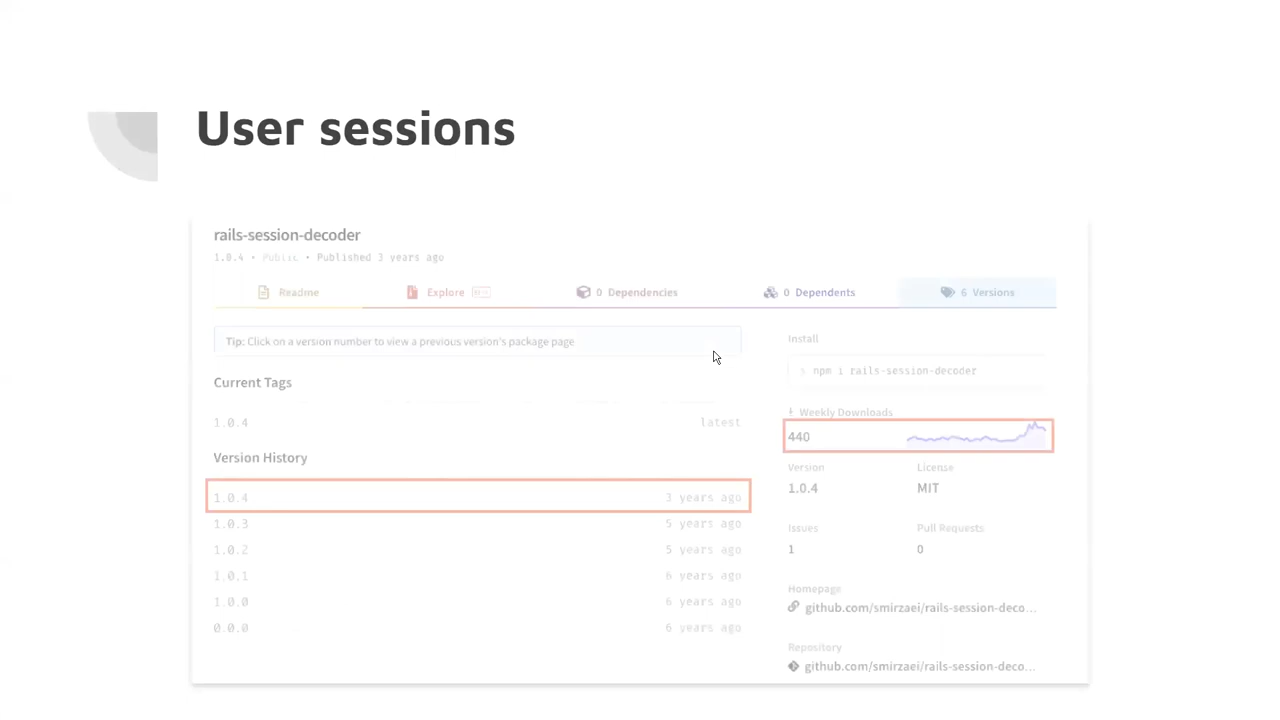 User sessions
rails-session-decoder
1.0.4 • Public • Published 3 years ago
Readme
Explore
0 Dependencies
0 Dependents
6 Versions
Tip: Click on a version number to view a previous version's package page
Current Tags
1.0.4 latest
Version History
1.0.4 3 years ago
1.0.3 5 years ago
1.0.2 5 years ago
1.0.1 6 years ago
1.0.0 6 years ago
0.0.0 6 years ago
Install
> npm i rails-session-decoder
Weekly Downloads
440
Version License
1.0.4 MIT
Issues Pull Requests
1 0
Homepage
github.com/smirzaei/rails-session-deco...
Repository
github.com/smirzaei/rails-session-deco...